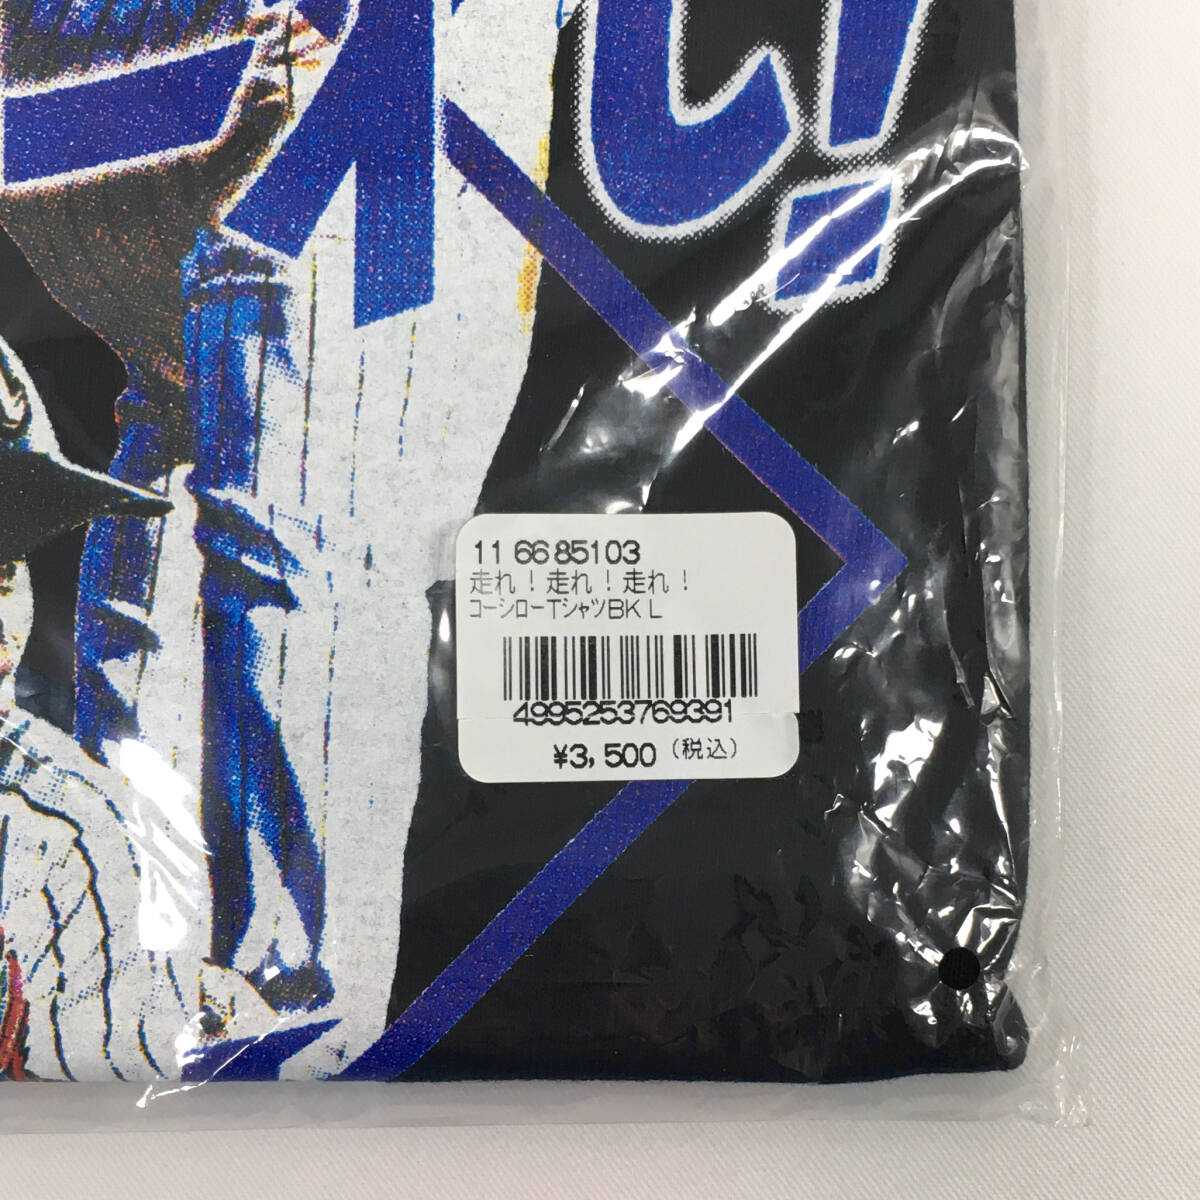 れ!
11 66 85103
走れ！走れ！走れ！
コーシローTシャツBK L
4995253769391
¥3,500（税込）